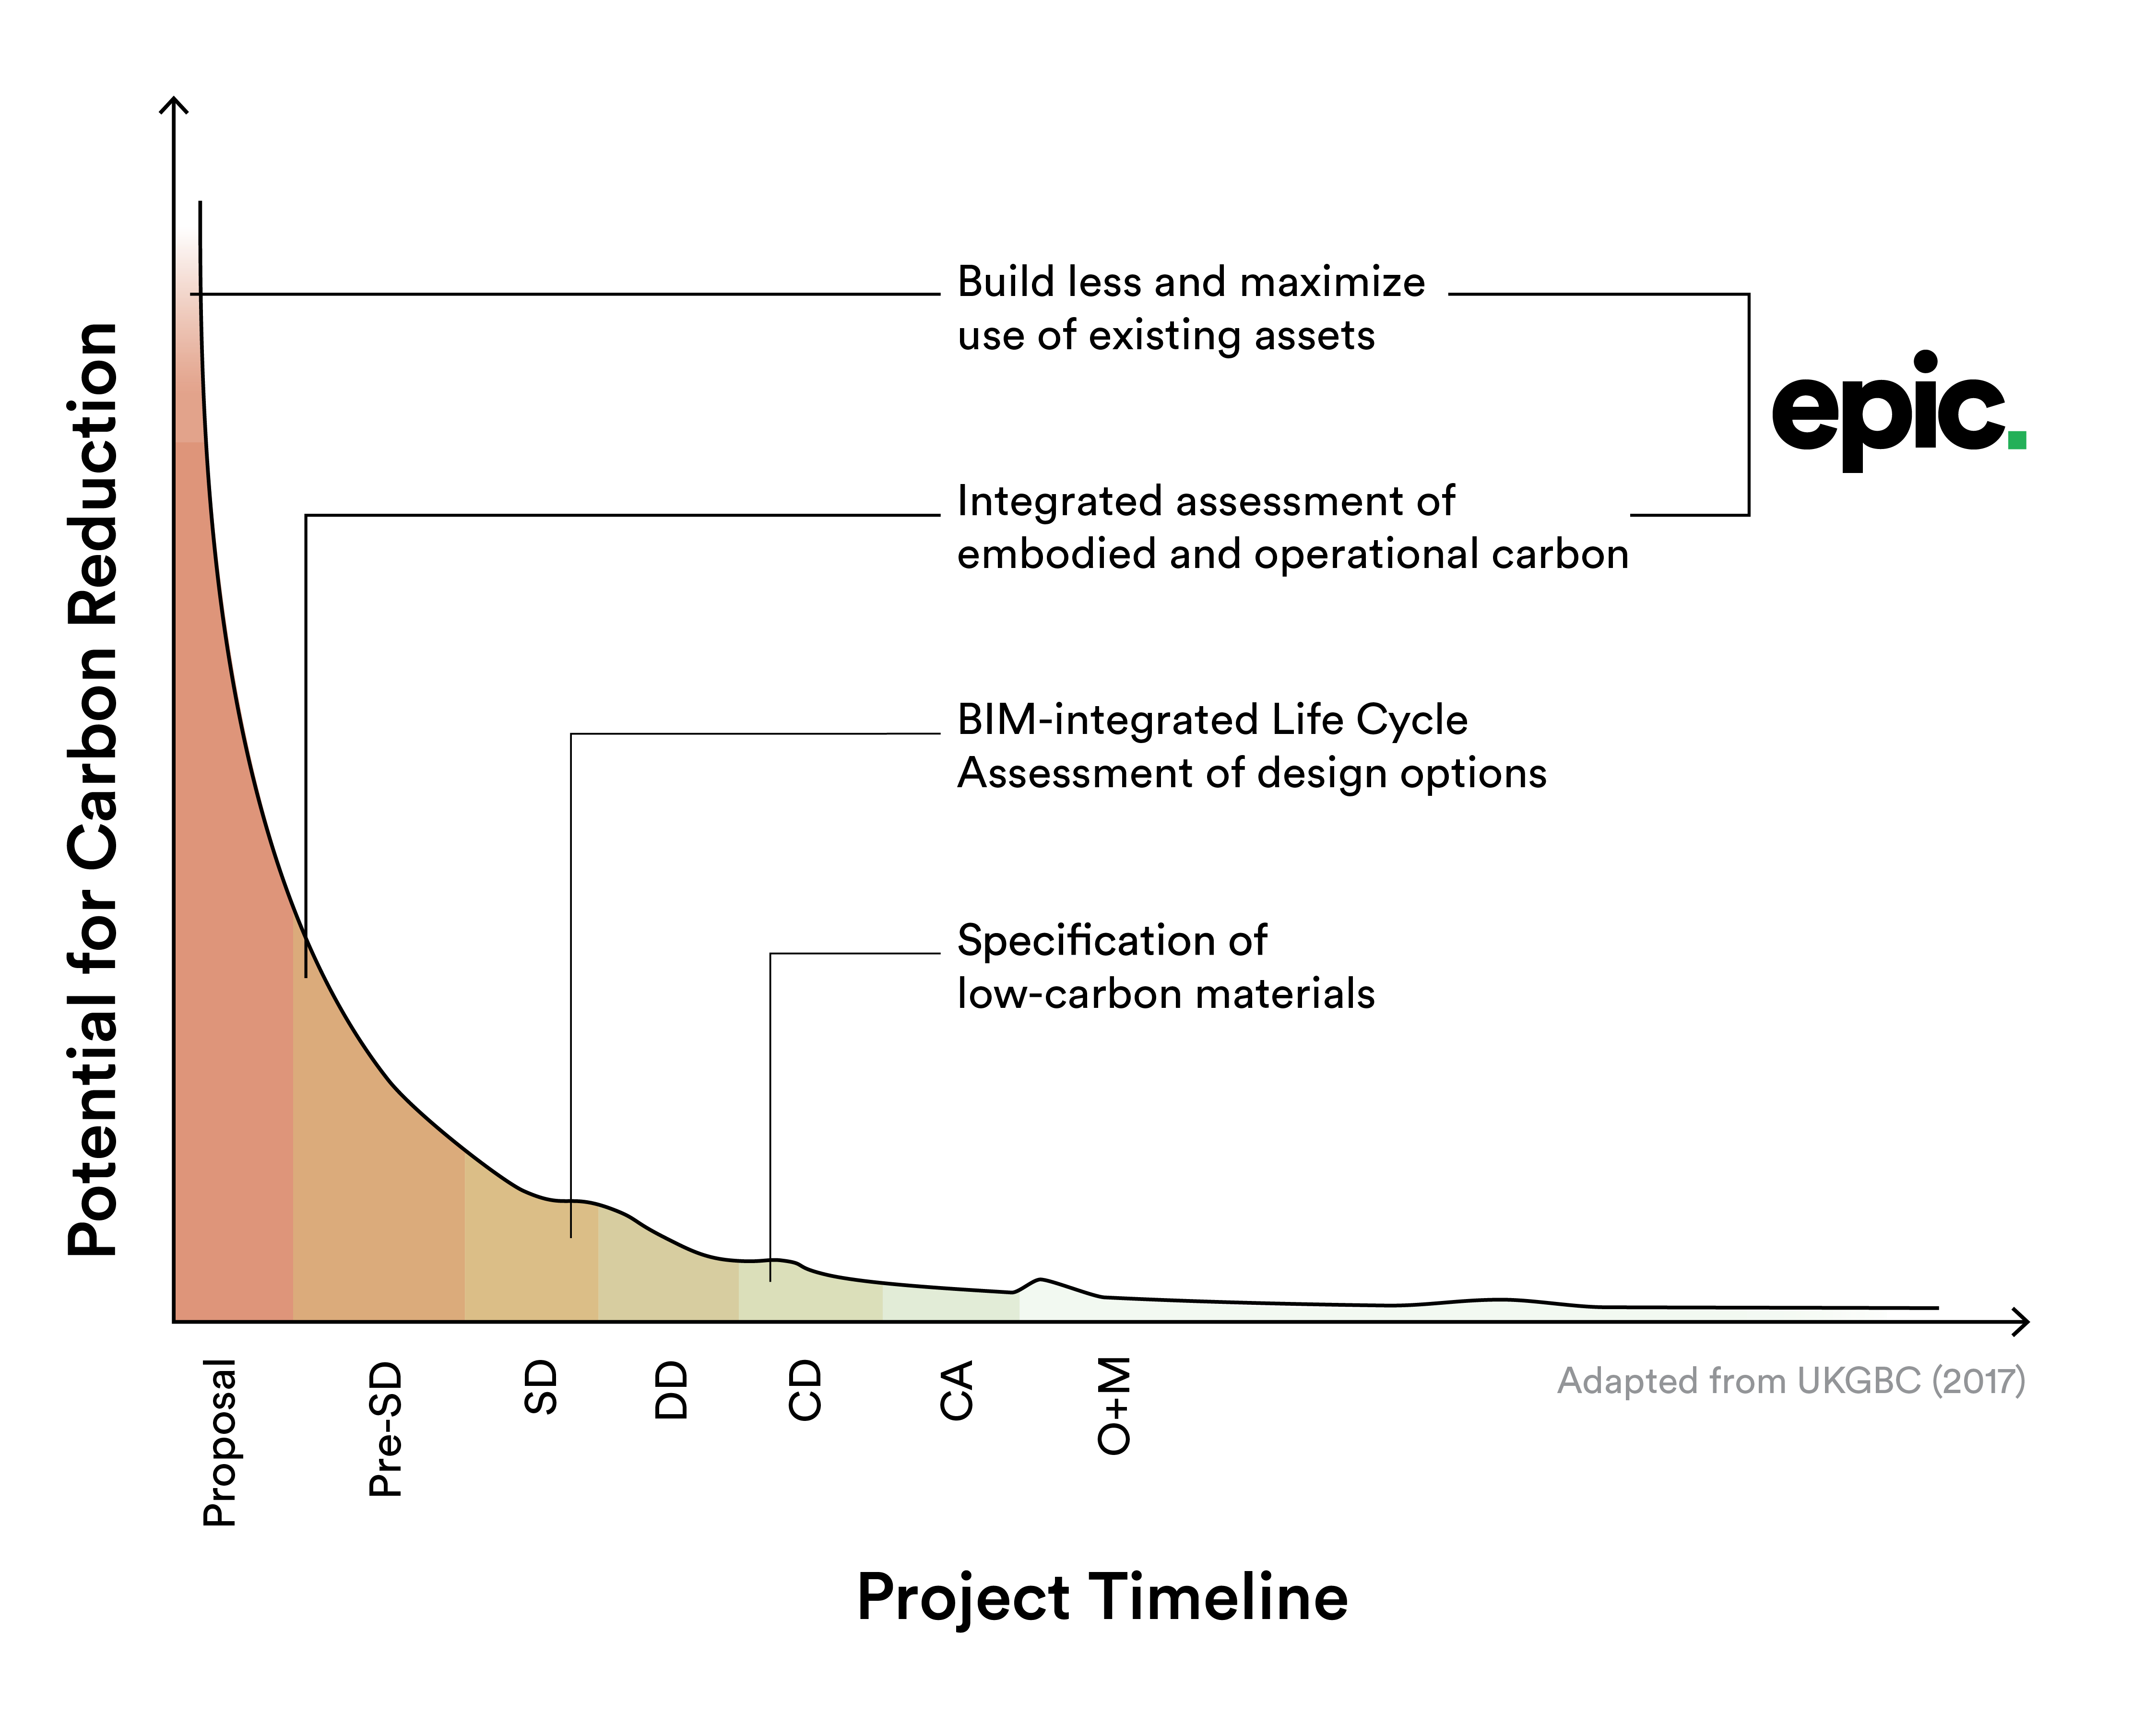 Potential for Carbon Reduction
Build less and maximize
use of existing assets
epic.
Integrated assessment of
embodied and operational carbon
BIM-integrated Life Cycle
Assessment of design options
Specification of
low-carbon materials
Proposal
Pre-SD
SD
DD
CD
CA
O+M
Adapted from UKGBC (2017)
Project Timeline